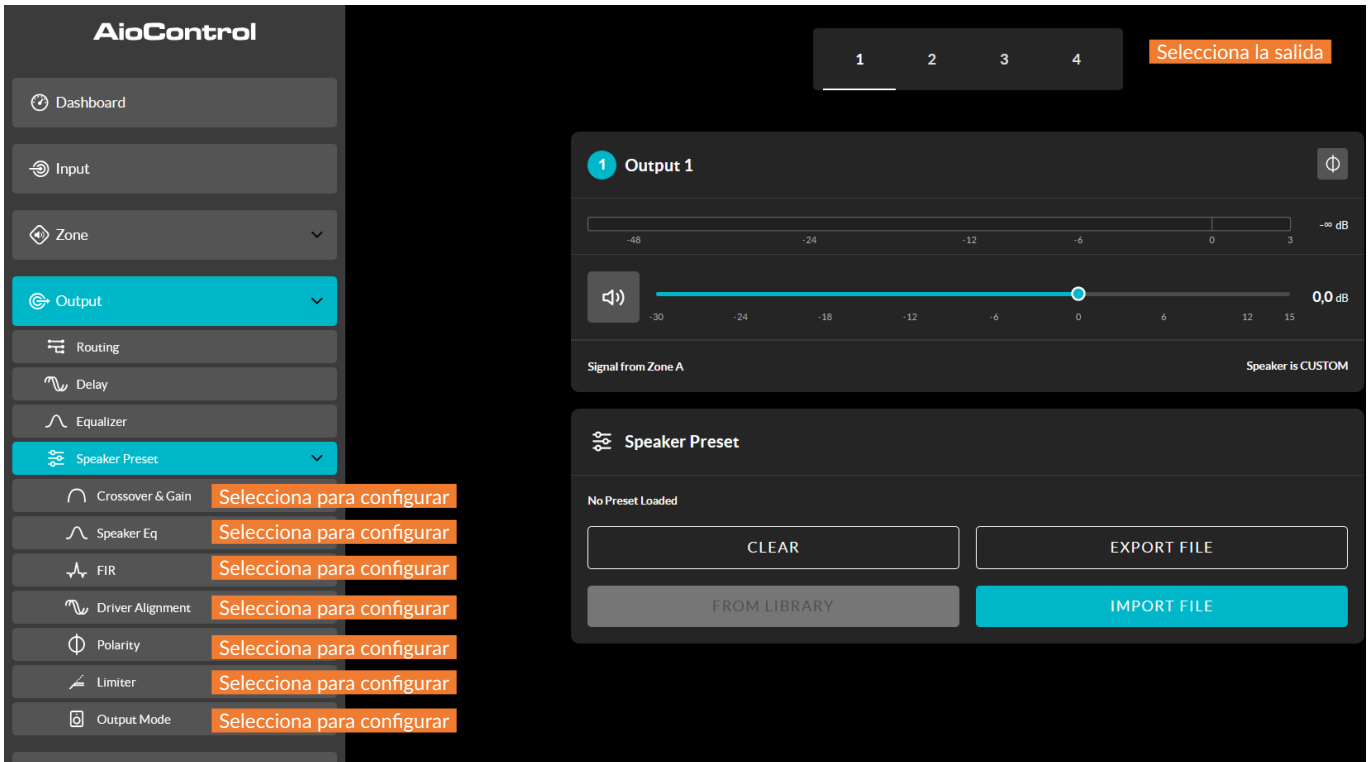 AioControl
Dashboard
Input
Zone
Output
Routing
Delay
Equalizer
Speaker Preset
Crossover & Gain Selecciona para configurar
Speaker Eq Selecciona para configurar
FIR Selecciona para configurar
Driver Alignment Selecciona para configurar
Polarity Selecciona para configurar
Limiter Selecciona para configurar
Output Mode Selecciona para configurar
1 2 3 4 Selecciona la salida
1 Output 1
-∞ dB
-48 -24 -12 -6 0 3
0,0 dB
-30 -24 -18 -12 -6 0 6 12 15
Signal from Zone A Speaker is CUSTOM
Speaker Preset
No Preset Loaded
CLEAR EXPORT FILE
FROM LIBRARY IMPORT FILE